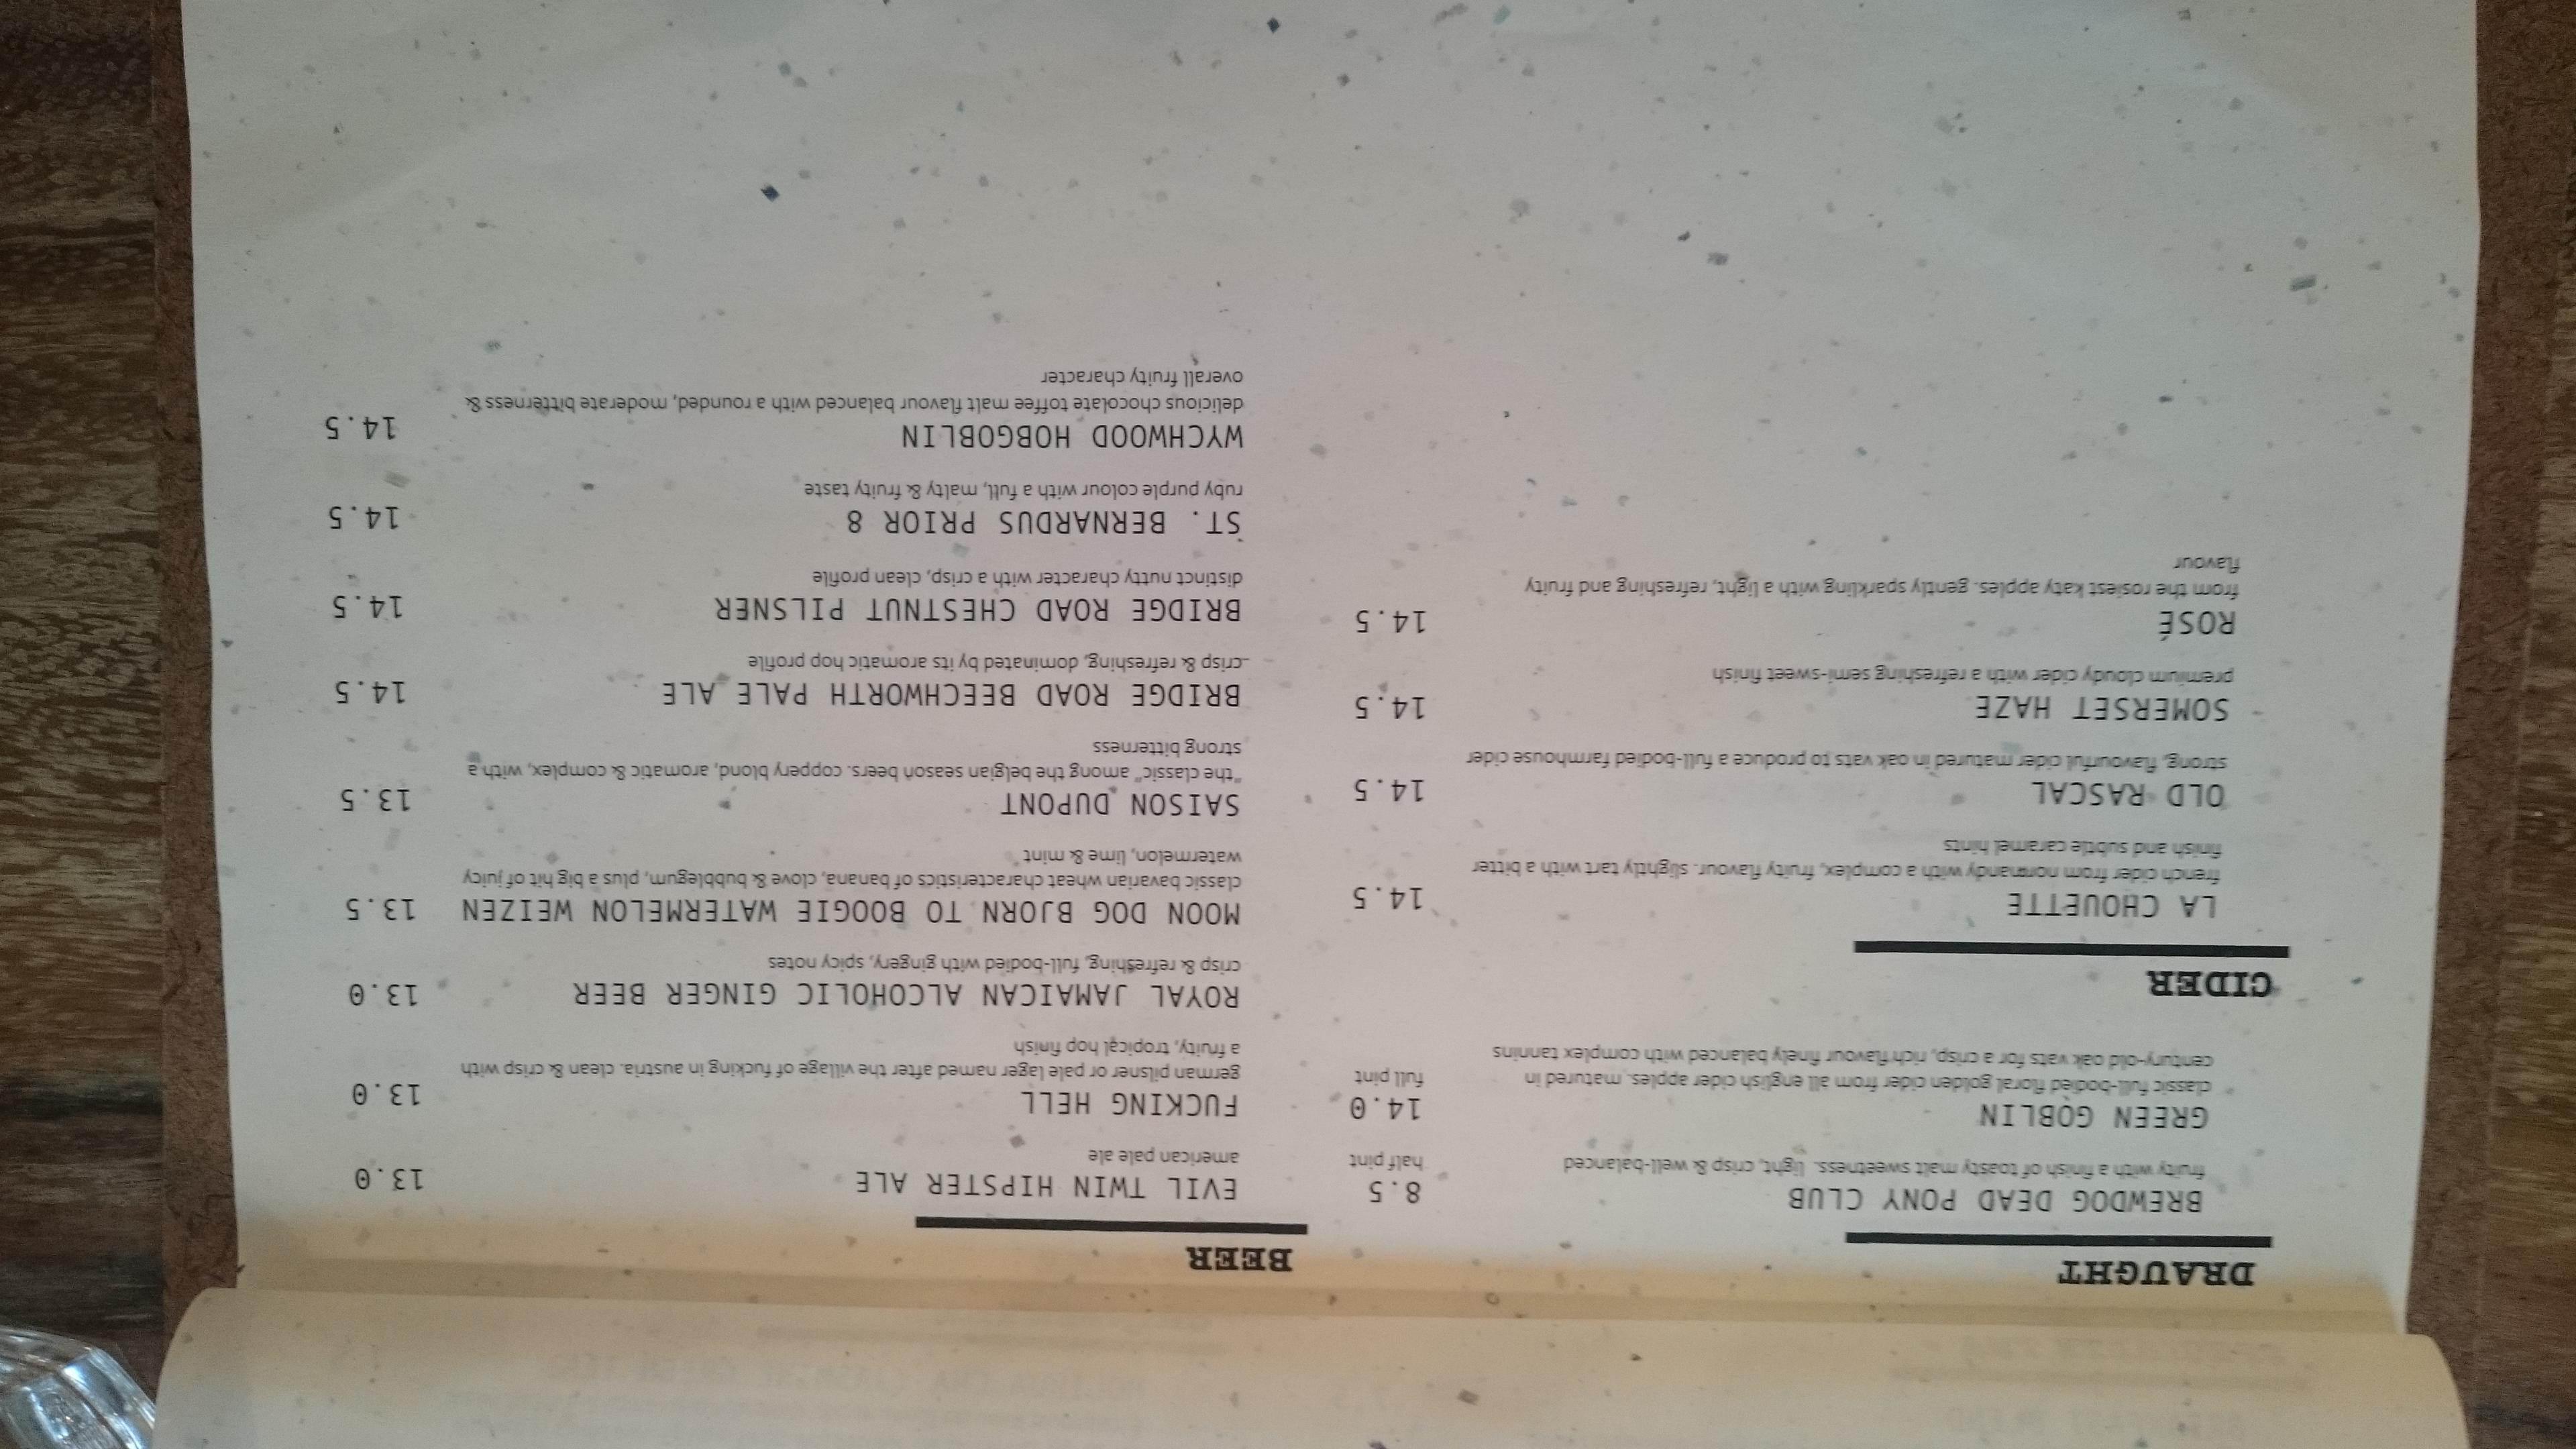 DRAUGHT
BREWDOG DEAD PONY CLUB 8.5
fruity with a finish of toasty malt sweetness. light, crisp & well-balanced half pint
GREEN GOBLIN 14.0
classic full-bodied floral golden cider from all english cider apples. matured in full pint
century-old oak vats for a crisp, rich flavour finely balanced with complex tannins
CIDER
LA CHOUETTE 14.5
french cider from normandy with a complex, fruity flavour. slightly tart with a bitter
finish and subtle caramel hints
OLD RASCAL 14.5
strong, flavourful cider matured in oak vats to produce a full-bodied farmhouse cider
SOMERSET HAZE 14.5
premium cloudy cider with a refreshing semi-sweet finish
ROSÉ 14.5
from the rosiest katy apples. gently sparkling with a light, refreshing and fruity
flavour
BEER
EVIL TWIN HIPSTER ALE 13.0
american pale ale
FUCKING HELL 13.0
german pilsner or pale lager named after the village of fucking in austria. clean & crisp with
a fruity, tropical hop finish
ROYAL JAMAICAN ALCOHOLIC GINGER BEER 13.0
crisp & refreshing, full-bodied with gingery, spicy notes
MOON DOG BJORN TO BOOGIE WATERMELON WEIZEN 13.5
classic bavarian wheat characteristics of banana, clove & bubblegum, plus a big hit of juicy
watermelon, lime & mint
SAISON DUPONT 13.5
"the classic" among the belgian season beers. coppery blond, aromatic & complex, with a
strong bitterness
BRIDGE ROAD BEECHWORTH PALE ALE 14.5
crisp & refreshing, dominated by its aromatic hop profile
BRIDGE ROAD CHESTNUT PILSNER 14.5
distinct nutty character with a crisp, clean profile
ST. BERNARDUS PRIOR 8 14.5
ruby purple colour with a full, malty & fruity taste
WYCHWOOD HOBGOBLIN 14.5
delicious chocolate toffee malt flavour balanced with a rounded, moderate bitterness &
overall fruity character